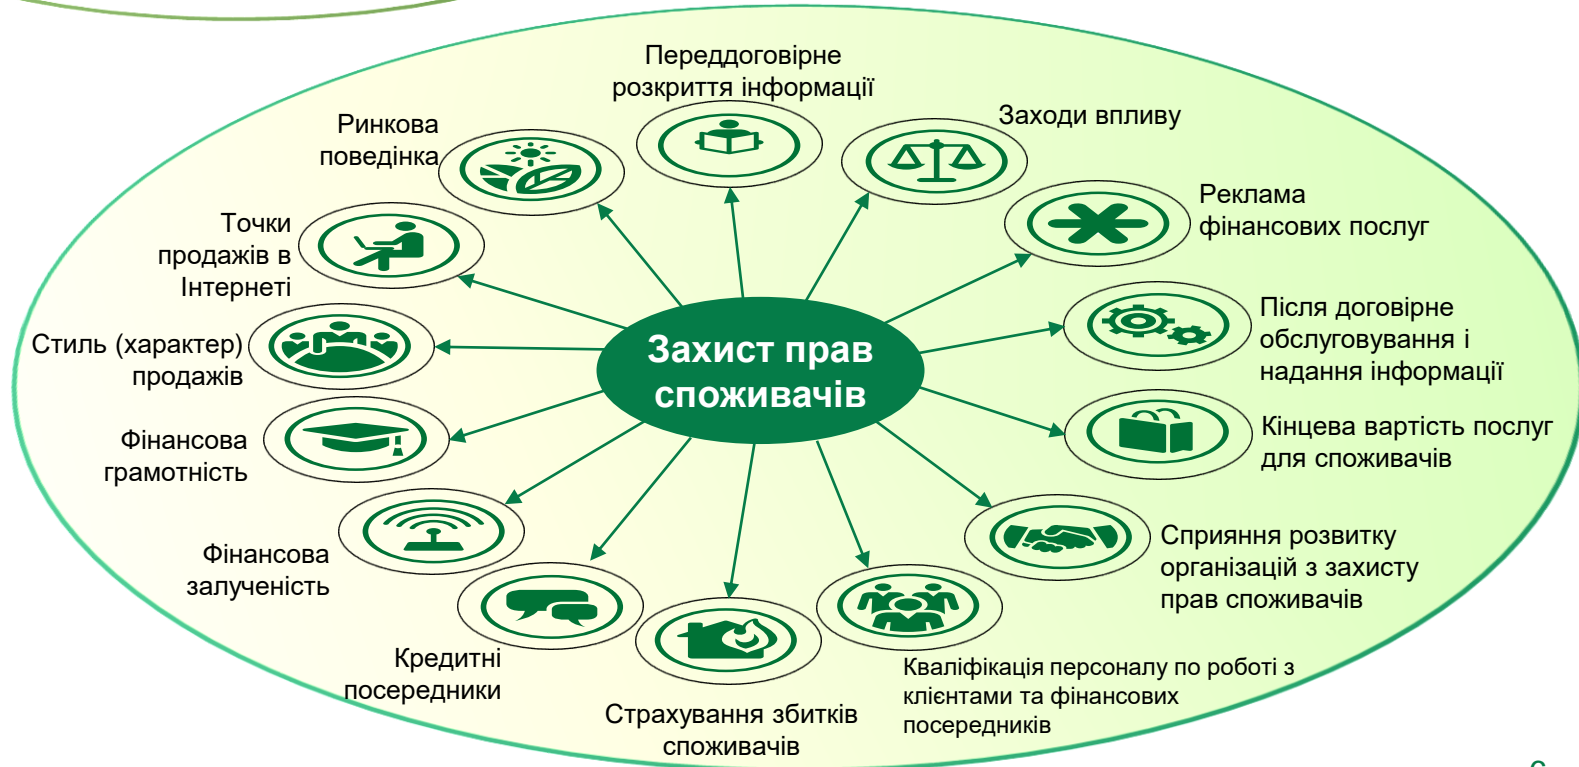 Переддоговірне
розкриття інформації
Заходи впливу
Ринкова
поведінка
Реклама
фінансових послуг
Точки
продажів в
Інтернеті
Після договірне
обслуговування і
надання інформації
Стиль (характер)
продажів
Захист прав
споживачів
Кінцева вартість послуг
для споживачів
Фінансова
грамотність
Сприяння розвитку
організацій з захисту
прав споживачів
Фінансова
залученість
Кредитні
посередники
Кваліфікація персоналу по роботі з
клієнтами та фінансових
посередників
Страхування збитків
споживачів